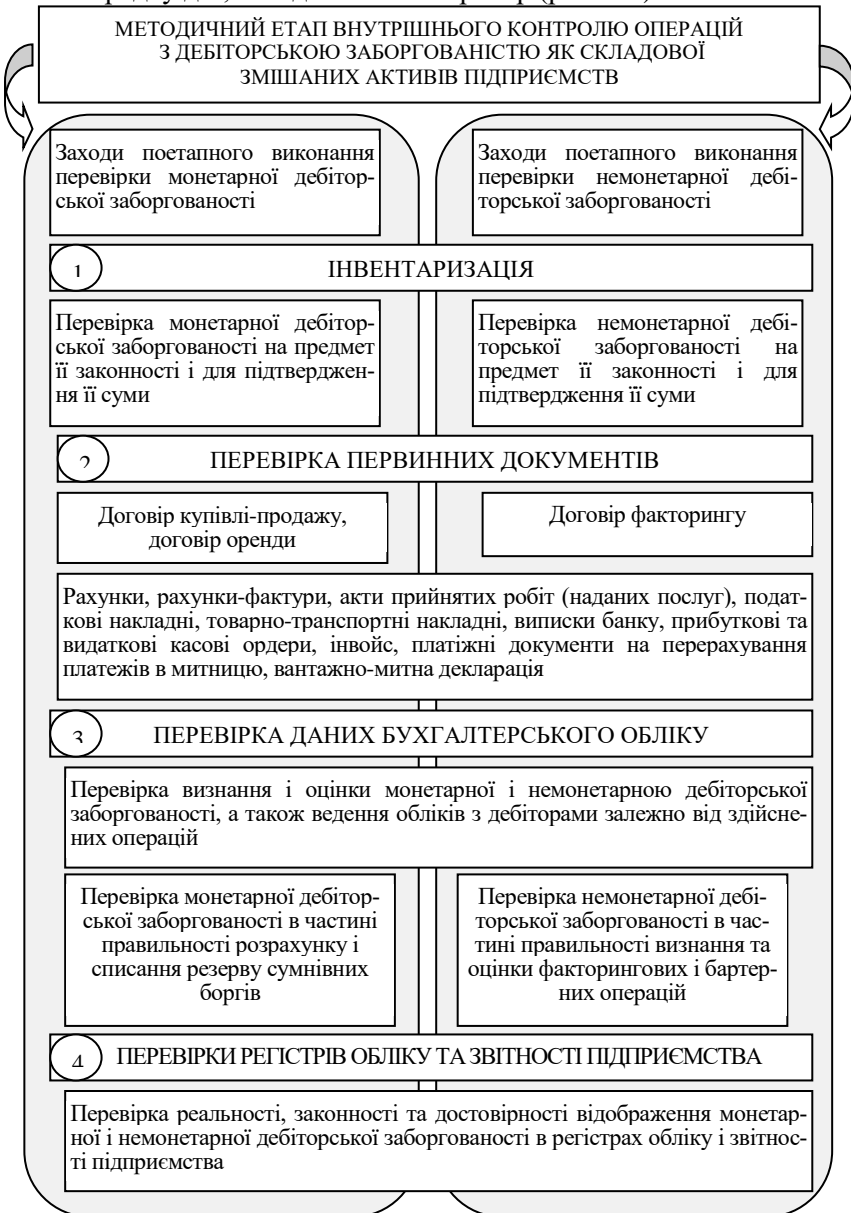 МЕТОДИЧНИЙ ЕТАП ВНУТРІШНЬОГО КОНТРОЛЮ ОПЕРАЦІЙ
З ДЕБІТОРСЬКОЮ ЗАБОРГОВАНІСТЮ ЯК СКЛАДОВОЇ
ЗМІШАНИХ АКТИВІВ ПІДПРИЄМСТВ
Заходи поетапного виконання
перевірки монетарної дебітор-
ської заборгованості
Заходи поетапного виконання
перевірки немонетарної дебі-
торської заборгованості
1 ІНВЕНТАРИЗАЦІЯ
Перевірка монетарної дебітор-
ської заборгованості на предмет
її законності і для підтверджен-
ня її суми
Перевірка немонетарної дебі-
торської заборгованості на
предмет її законності і для
підтвердження її суми
2 ПЕРЕВІРКА ПЕРВИННИХ ДОКУМЕНТІВ
Договір купівлі-продажу,
договір оренди
Договір факторингу
Рахунки, рахунки-фактури, акти прийнятих робіт (наданих послуг), подат-
кові накладні, товарно-транспортні накладні, виписки банку, прибуткові та
видаткові касові ордери, інвойс, платіжні документи на перерахування
платежів в митницю, вантажно-митна декларація
3 ПЕРЕВІРКА ДАНИХ БУХГАЛТЕРСЬКОГО ОБЛІКУ
Перевірка визнання і оцінки монетарної і немонетарною дебіторської
заборгованості, а також ведення обліків з дебіторами залежно від здійсне-
них операцій
Перевірка монетарної дебітор-
ської заборгованості в частині
правильності розрахунку і
списання резерву сумнівних
боргів
Перевірка немонетарної дебі-
торської заборгованості в час-
тині правильності визнання та
оцінки факторингових і бартер-
них операцій
4 ПЕРЕВІРКИ РЕГІСТРІВ ОБЛІКУ ТА ЗВІТНОСТІ ПІДПРИЄМСТВА
Перевірка реальності, законності та достовірності відображення монетар-
ної і немонетарної дебіторської заборгованості в регістрах обліку і звітнос-
ті підприємства